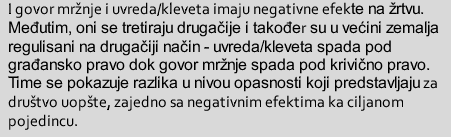 I govor mržnje i uvreda/kleveta imaju negativne efekte na žrtvu.
Međutim, oni se tretiraju drugačije i također su u većini zemalja
regulisani na drugačiji način - uvreda/kleveta spada pod
građansko pravo dok govor mržnje spada pod krivično pravo.
Time se pokazuje razlika u nivou opasnosti koji predstavljaju za
društvo uopšte, zajedno sa negativnim efektima ka ciljanom
pojedincu.